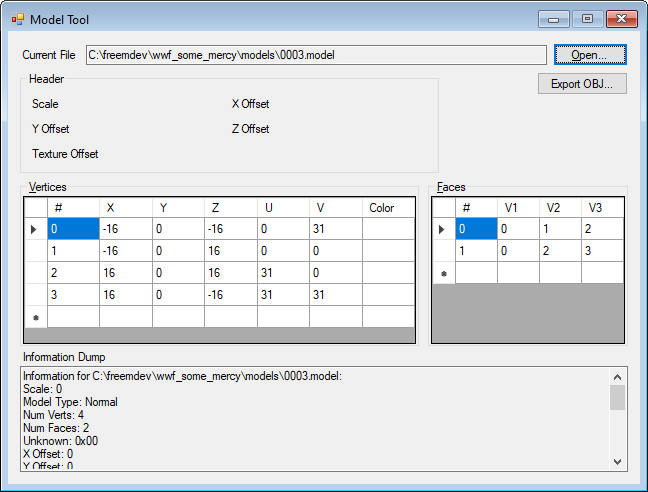 Model Tool
Current File C:\freemdev\wwf_some_mercy\models\0003.model Open...
Export OBJ...
Header
Scale X Offset
Y Offset Z Offset
Texture Offset
Vertices
# X Y Z U V Color
0 -16 0 -16 0 31
1 -16 0 16 0 0
2 16 0 16 31 0
3 16 0 -16 31 31
Faces
# V1 V2 V3
0 0 1 2
1 0 2 3
Information Dump
Information for C:\freemdev\wwf_some_mercy\models\0003.model:
Scale: 0
Model Type: Normal
Num Verts: 4
Num Faces: 2
Unknown: 0x00
X Offset: 0
Y Offset: 0